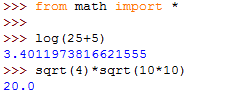 >>> from math import *
>>>
>>> log(25+5)
3.4011973816621555
>>> sqrt(4)*sqrt(10*10)
20.0